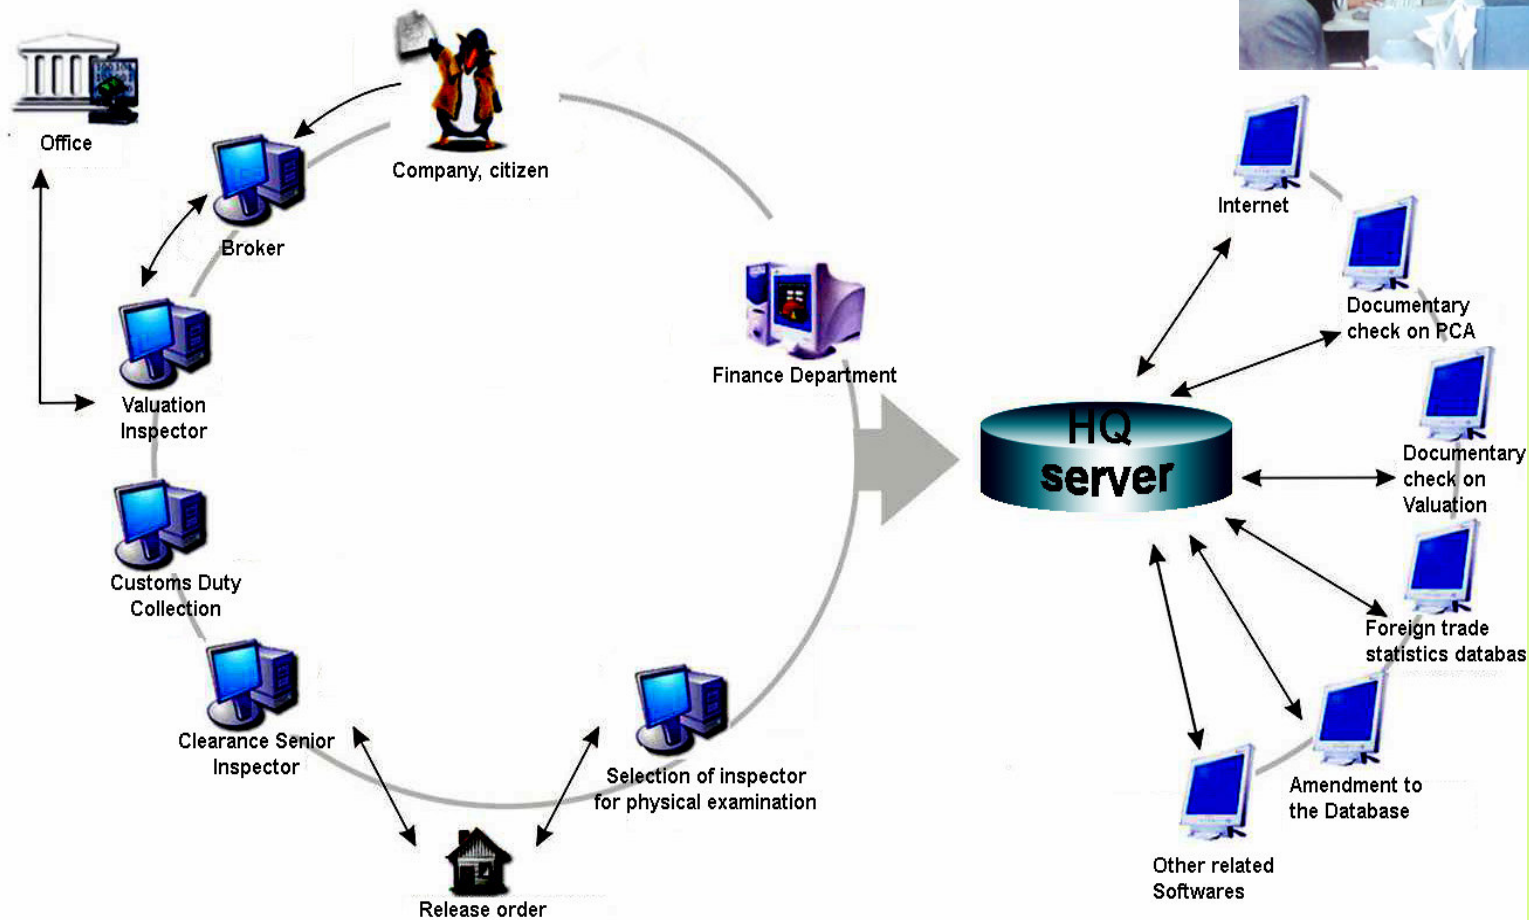 Office
Company, citizen
Broker
Valuation
Inspector
Customs Duty
Collection
Clearance Senior
Inspector
Release order
Selection of inspector
for physical examination
Finance Department
HQ
server
Internet
Documentary
check on PCA
Documentary
check on
Valuation
Foreign trade
statistics databas
Amendment to
the Database
Other related
Softwares